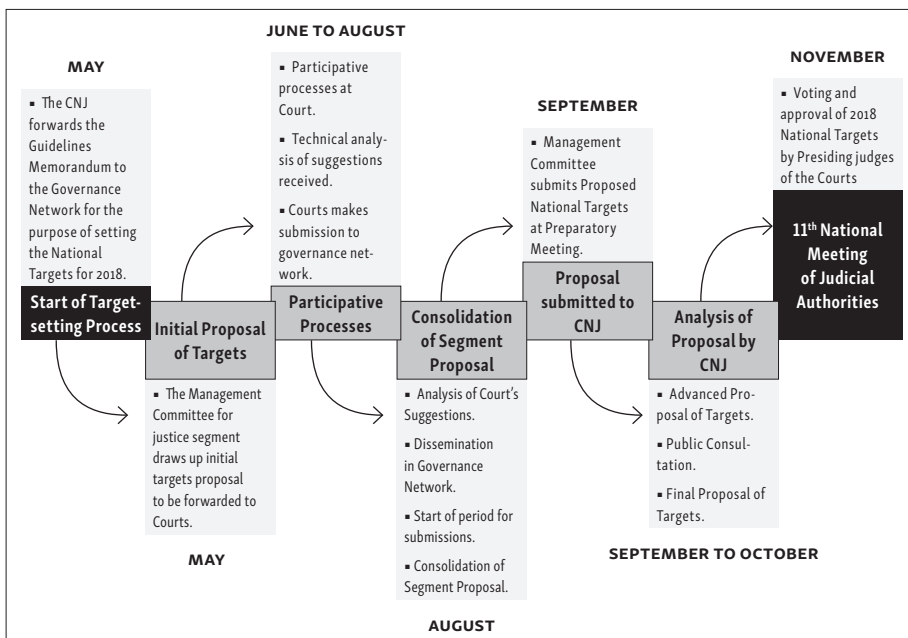 MAY
▪ The CNJ
forwards the
Guidelines
Memorandum to
the Governance
Network for the
purpose of setting
the National
Targets for 2018.
Start of Target-
setting Process
Initial Proposal
of Targets
▪ The Management
Committee for
justice segment
draws up initial
targets proposal
to be forwarded to
Courts.
MAY
JUNE TO AUGUST
▪ Participative
processes at
Court.
▪ Technical analy-
sis of suggestions
received.
▪ Courts makes
submission to
governance net-
work.
Participative
Processes
Consolidation
of Segment
Proposal
▪ Analysis of Court’s
Suggestions.
▪ Dissemination
in Governance
Network.
▪ Start of period for
submissions.
▪ Consolidation of
Segment Proposal.
AUGUST
SEPTEMBER
▪ Management
Committee
submits Proposed
National Targets
at Preparatory
Meeting.
Proposal
submitted to
CNJ
Analysis of
Proposal by
CNJ
▪ Advanced Pro-
posal of Targets.
▪ Public Consul-
tation.
▪ Final Proposal of
Targets.
SEPTEMBER TO OCTOBER
NOVEMBER
▪ Voting and
approval of 2018
National Targets
by Presiding judges
of the Courts
11th National
Meeting
of Judicial
Authorities